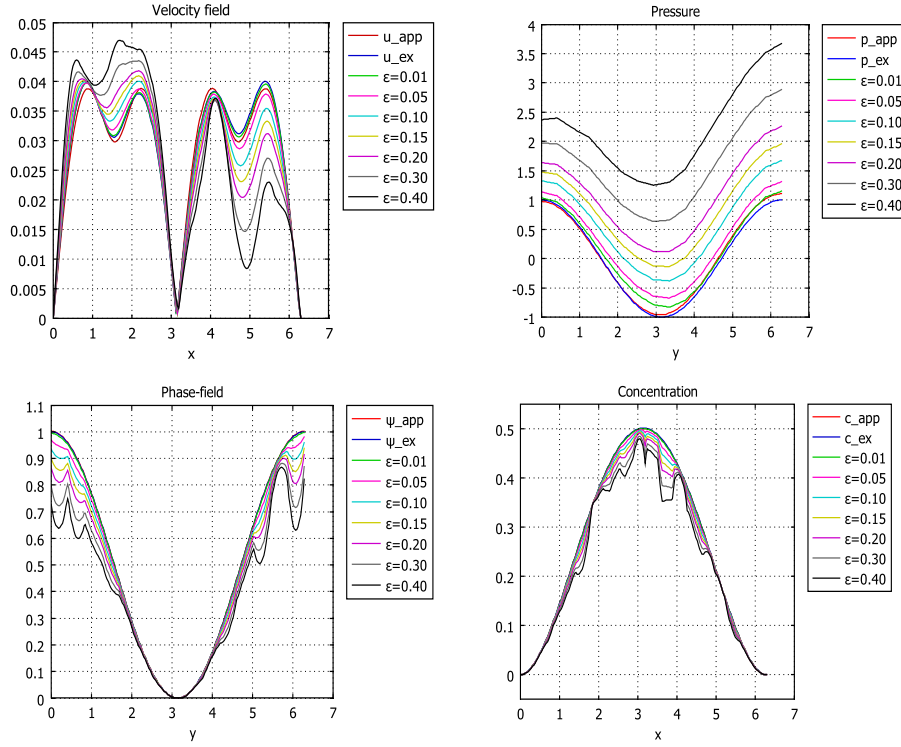 Velocity field
0.05
0.045
0.04
0.035
0.03
0.025
0.02
0.015
0.01
0.005
0
0 1 2 3 4 5 6 7
x
u_app
u_ex
ε=0.01
ε=0.05
ε=0.10
ε=0.15
ε=0.20
ε=0.30
ε=0.40
Pressure
4
3.5
3
2.5
2
1.5
1
0.5
0
-0.5
-1
0 1 2 3 4 5 6 7
y
p_app
p_ex
ε=0.01
ε=0.05
ε=0.10
ε=0.15
ε=0.20
ε=0.30
ε=0.40
Phase-field
1.1
1
0.9
0.8
0.7
0.6
0.5
0.4
0.3
0.2
0.1
0
0 1 2 3 4 5 6 7
y
ψ_app
ψ_ex
ε=0.01
ε=0.05
ε=0.10
ε=0.15
ε=0.20
ε=0.30
ε=0.40
Concentration
0.5
0.4
0.3
0.2
0.1
0
0 1 2 3 4 5 6 7
x
c_app
c_ex
ε=0.01
ε=0.05
ε=0.10
ε=0.15
ε=0.20
ε=0.30
ε=0.40